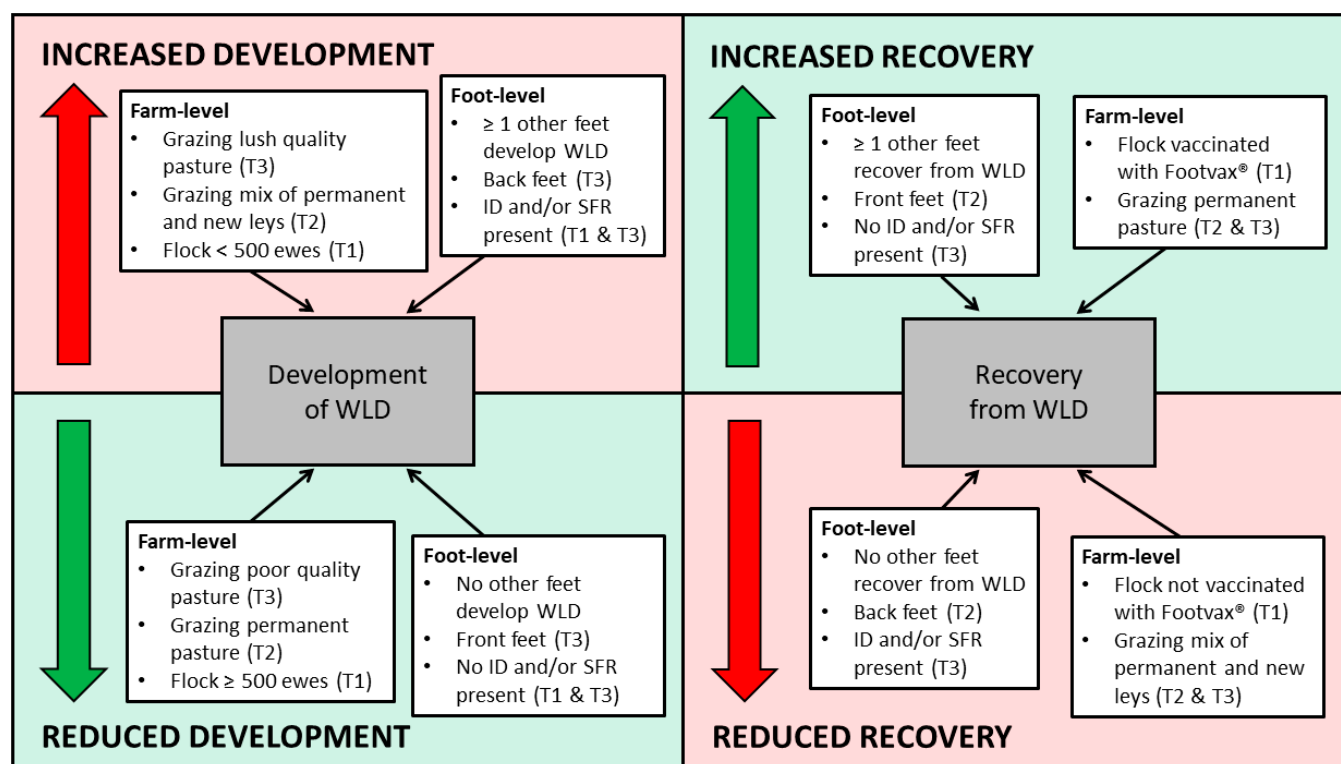 INCREASED DEVELOPMENT
Farm-level
• Grazing lush quality
pasture (T3)
• Grazing mix of permanent
and new leys (T2)
• Flock < 500 ewes (T1)
Foot-level
• ≥ 1 other feet
develop WLD
• Back feet (T3)
• ID and/or SFR
present (T1 & T3)
Development
of WLD
Farm-level
• Grazing poor quality
pasture (T3)
• Grazing permanent
pasture (T2)
• Flock ≥ 500 ewes (T1)
Foot-level
• No other feet
develop WLD
• Front feet (T3)
• No ID and/or SFR
present (T1 & T3)
REDUCED DEVELOPMENT
INCREASED RECOVERY
Foot-level
• ≥ 1 other feet
recover from WLD
• Front feet (T2)
• No ID and/or SFR
present (T3)
Farm-level
• Flock vaccinated
with Footvax® (T1)
• Grazing permanent
pasture (T2 & T3)
Recovery
from WLD
Foot-level
• No other feet
recover from WLD
• Back feet (T2)
• ID and/or SFR
present (T3)
Farm-level
• Flock not vaccinated
with Footvax® (T1)
• Grazing mix of
permanent and new
leys (T2 & T3)
REDUCED RECOVERY